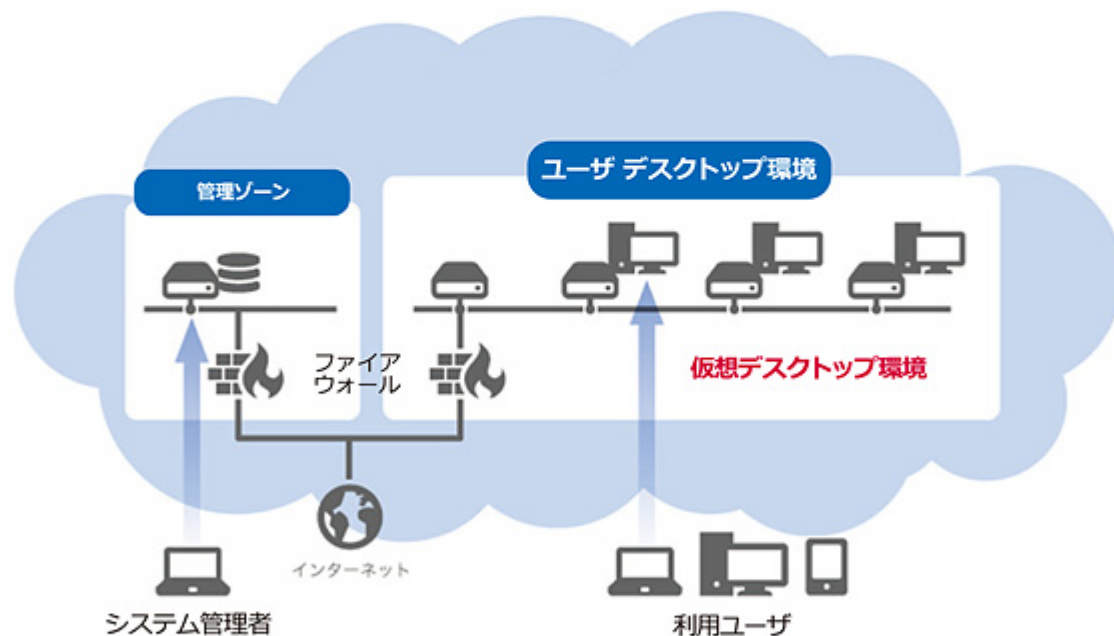 ユーザ デスクトップ環境
管理ゾーン
ファイア
ウォール
仮想デスクトップ環境
インターネット
システム管理者
利用ユーザ